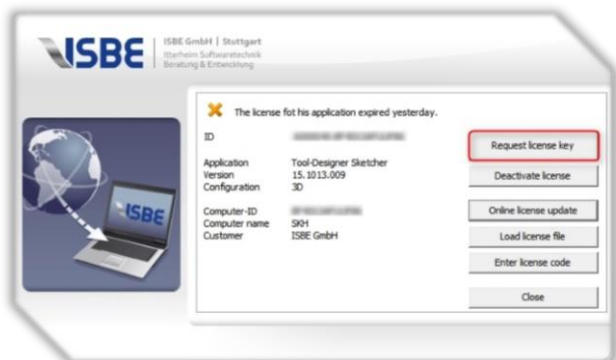 ISBE
ISBE GmbH | Stuttgart
Itterheim Softwaretechnik
Beratung & Entwicklung
The license fot his application expired yesterday.
ID
Application Tool-Designer Sketcher
Version 15.1013.009
Configuration 3D
Computer-ID
Computer name SKH
Customer ISBE GmbH
Request license key
Deactivate license
Online license update
Load license file
Enter license code
Close
ISBE